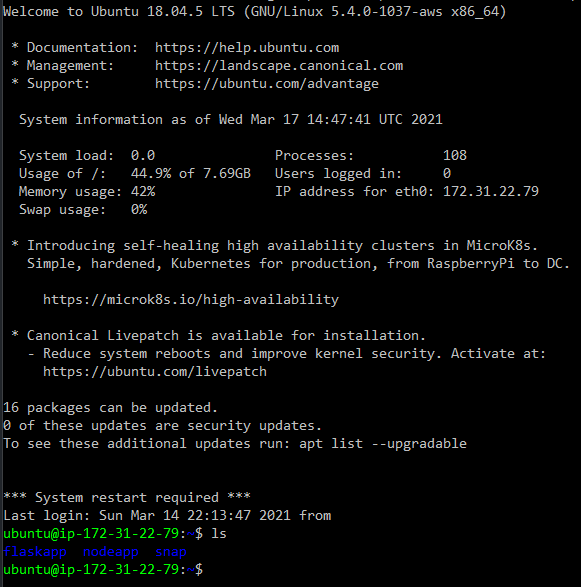 Welcome to Ubuntu 18.04.5 LTS (GNU/Linux 5.4.0-1037-aws x86_64)
* Documentation:  https://help.ubuntu.com
* Management:     https://landscape.canonical.com
* Support:        https://ubuntu.com/advantage
System information as of Wed Mar 17 14:47:41 UTC 2021
System load:  0.0               Processes:           108
Usage of /:   44.9% of 7.69GB   Users logged in:     0
Memory usage: 42%               IP address for eth0: 172.31.22.79
Swap usage:   0%
* Introducing self-healing high availability clusters in MicroK8s.
Simple, hardened, Kubernetes for production, from RaspberryPi to DC.
https://microk8s.io/high-availability
* Canonical Livepatch is available for installation.
- Reduce system reboots and improve kernel security. Activate at:
https://ubuntu.com/livepatch
16 packages can be updated.
0 of these updates are security updates.
To see these additional updates run: apt list --upgradable
*** System restart required ***
Last login: Sun Mar 14 22:13:47 2021 from
ubuntu@ip-172-31-22-79:~$ ls
flaskapp  nodeapp  snap
ubuntu@ip-172-31-22-79:~$